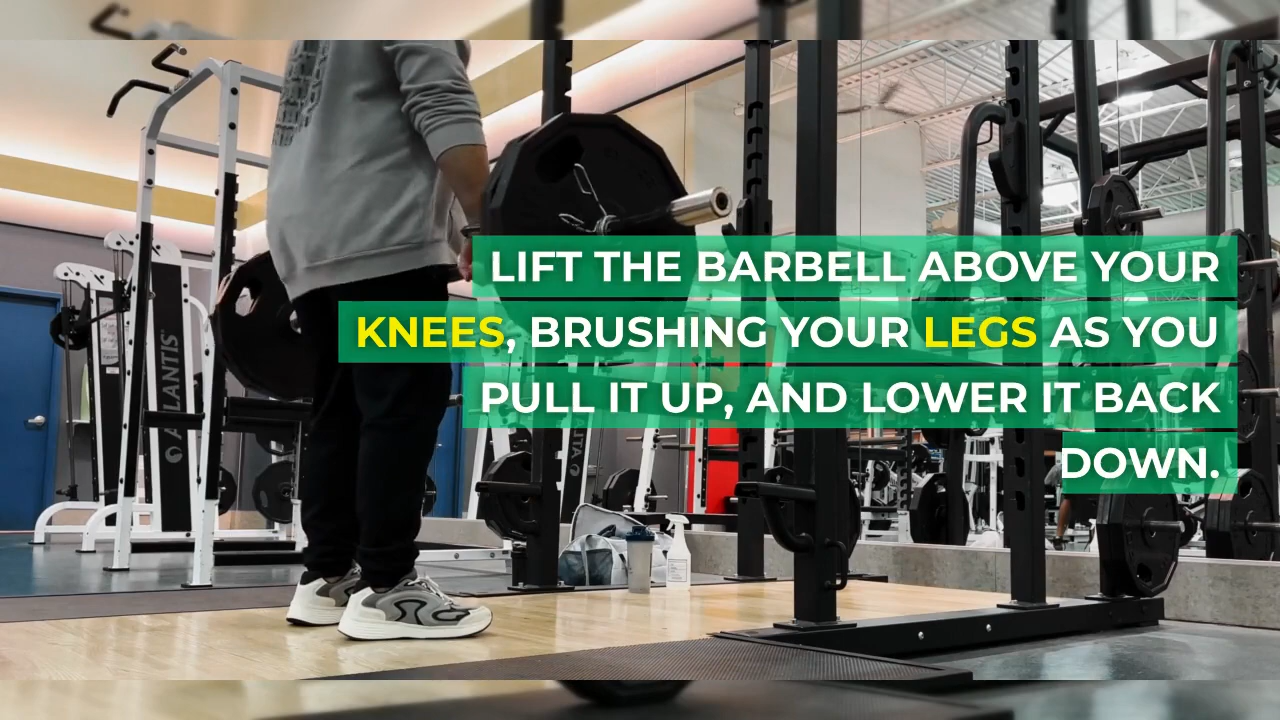 LIFT THE BARBELL ABOVE YOUR
KNEES, BRUSHING YOUR LEGS AS YOU
PULL IT UP, AND LOWER IT BACK
DOWN.
ATLANTIS